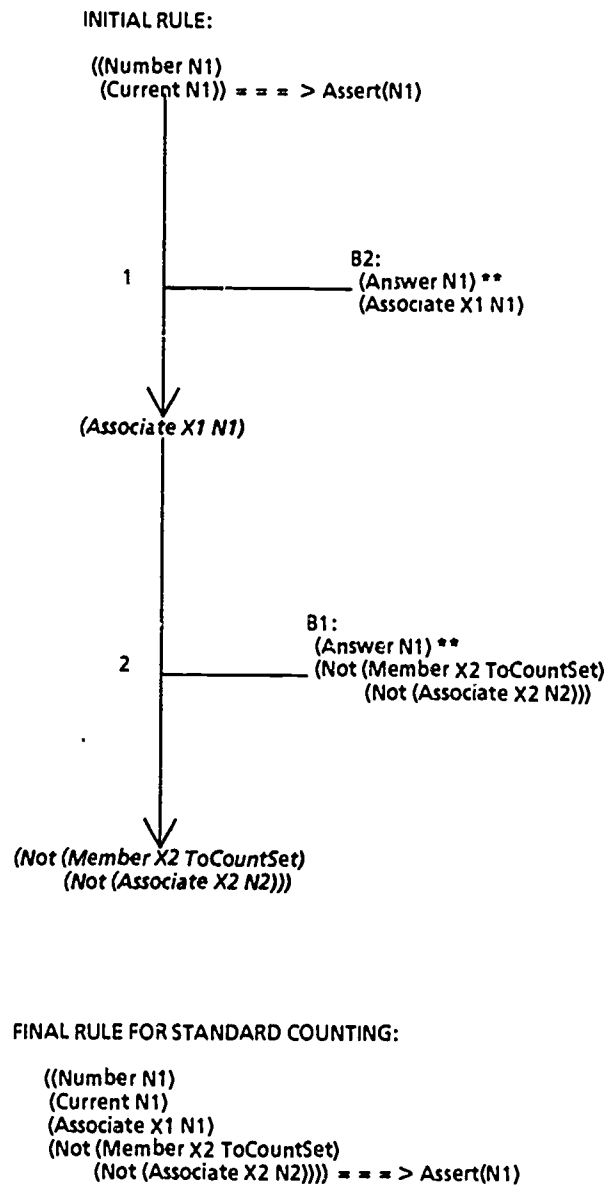 INITIAL RULE:
((Number N1)
(Current N1)) = = = > Assert(N1)
1
B2:
(Answer N1) **
(Associate X1 N1)
(Associate X1 N1)
2
B1:
(Answer N1) **
(Not (Member X2 ToCountSet)
(Not (Associate X2 N2)))
(Not (Member X2 ToCountSet)
(Not (Associate X2 N2)))
FINAL RULE FOR STANDARD COUNTING:
((Number N1)
(Current N1)
(Associate X1 N1)
(Not (Member X2 ToCountSet)
(Not (Associate X2 N2)))) = = = > Assert(N1)